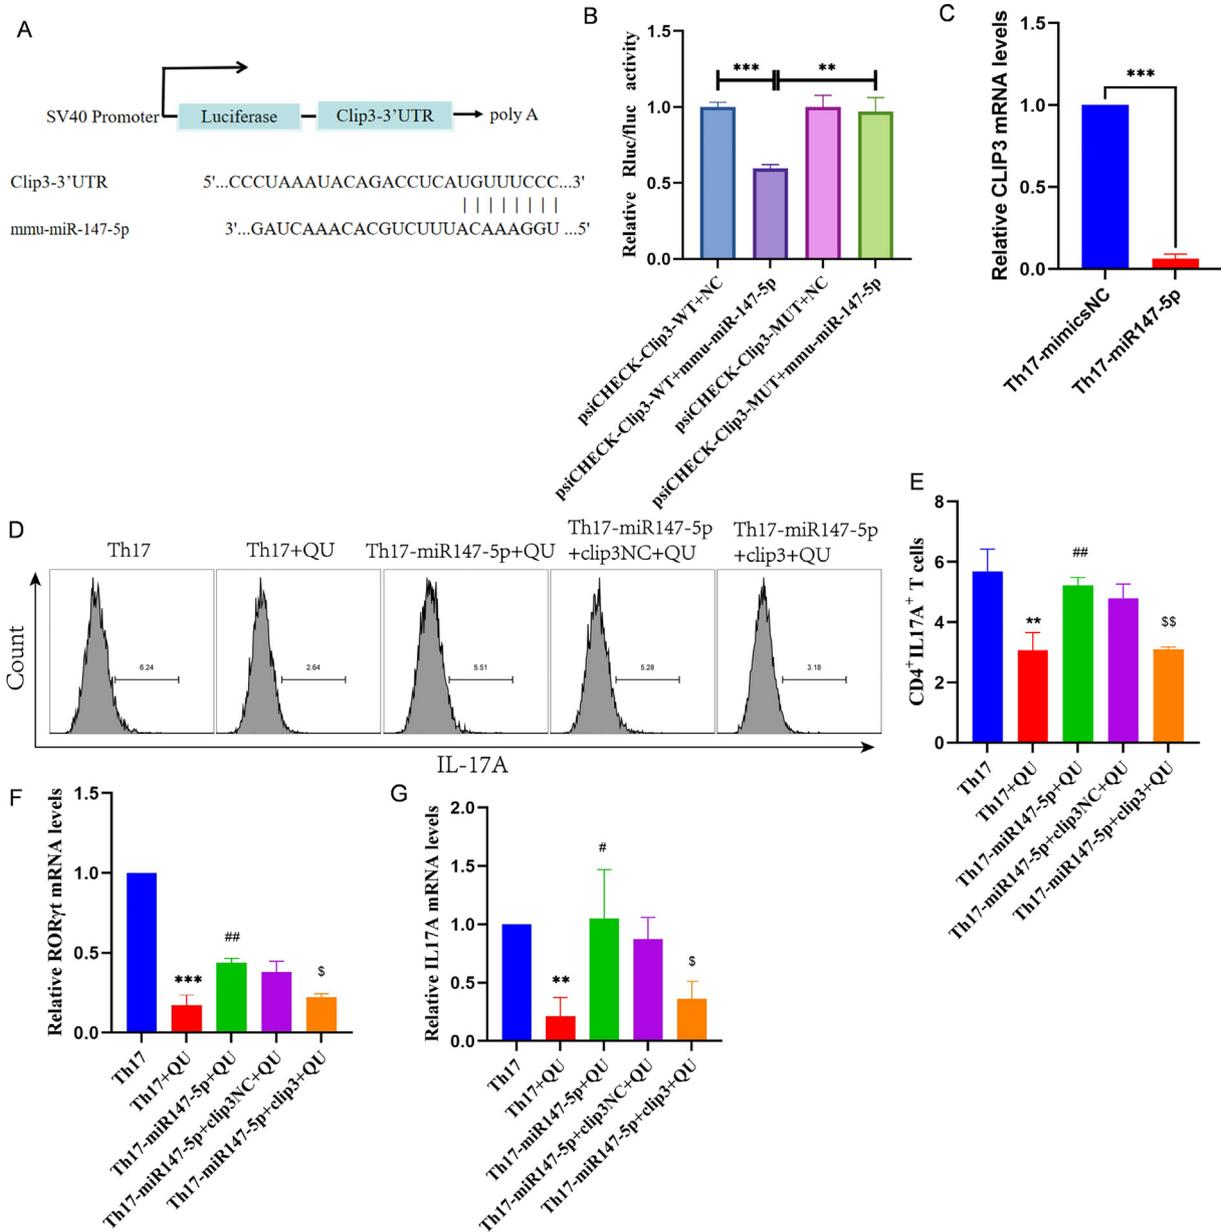 A
SV40 Promoter Luciferase Clip3-3'UTR poly A
Clip3-3'UTR 5'...CCCUAAAUACAGACCUCAUGUUUCCC...3'
mmu-miR-147-5p 3'...GAUCAAACACGUCUUUACAAAGGU ...5'
B
Relative Rluc/fluc activity
1.5
1.0
0.5
0.0
*** **
psiCHECK-Clip3-WT+NC
psiCHECK-Clip3-WT+mmu-miR-147-5p
psiCHECK-Clip3-MUT+NC
psiCHECK-Clip3-MUT+mmu-miR-147-5p
C
Relative CLIP3 mRNA levels
1.5
1.0
0.5
0.0
***
Th17-mimicsNC
Th17-miR147-5p
D
Th17
Th17+QU
Th17-miR147-5p+QU
Th17-miR147-5p
+clip3NC+QU
Th17-miR147-5p
+clip3+QU
Count
6.24
2.64
5.51
5.28
3.18
IL-17A
E
CD4+IL17A+ T cells
8
6
4
2
0
**
##
$$
Th17
Th17+QU
Th17-miR147-5p+QU
Th17-miR147-5p+clip3NC+QU
Th17-miR147-5p+clip3+QU
F
Relative RORγt mRNA levels
1.5
1.0
0.5
0.0
***
##
$
Th17
Th17+QU
Th17-miR147-5p+QU
Th17-miR147-5p+clip3NC+QU
Th17-miR147-5p+clip3+QU
G
Relative IL17A mRNA levels
2.0
1.5
1.0
0.5
0.0
**
#
$
Th17
Th17+QU
Th17-miR147-5p+QU
Th17-miR147-5p+clip3NC+QU
Th17-miR147-5p+clip3+QU